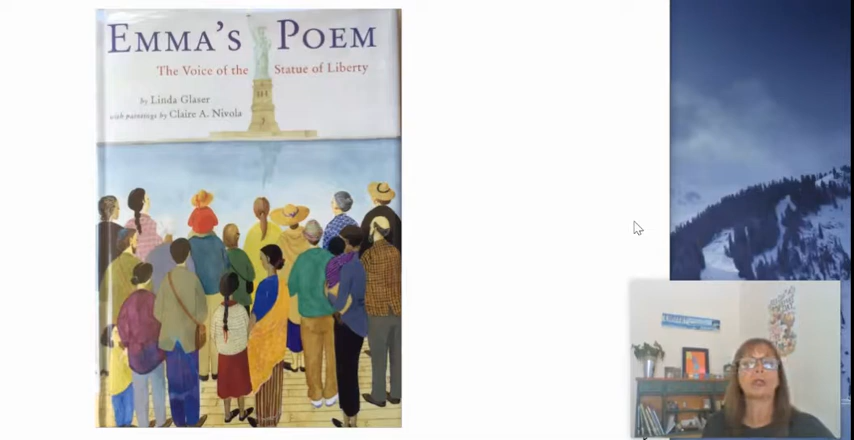 EMMA'S POEM
The Voice of the Statue of Liberty
by Linda Glaser
with paintings by Claire A. Nivola